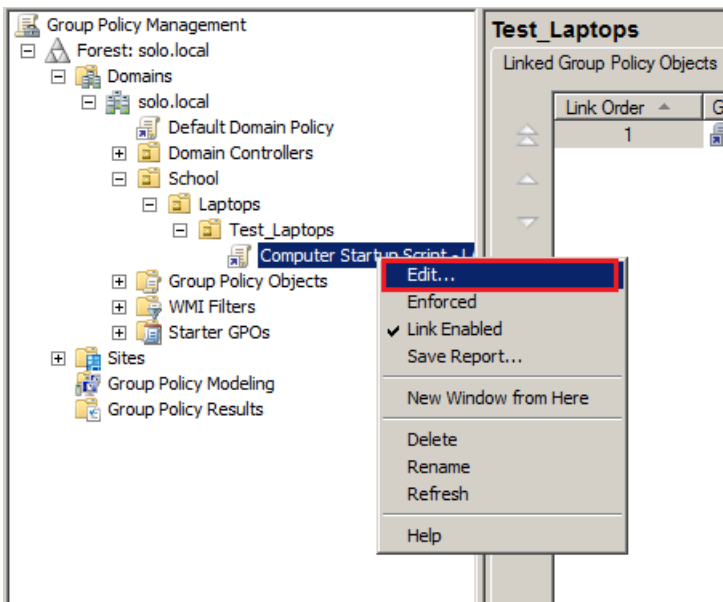 Group Policy Management
Forest: solo.local
Domains
solo.local
Default Domain Policy
Domain Controllers
School
Laptops
Test_Laptops
Computer Startup Script -
Group Policy Objects
WMI Filters
Starter GPOs
Sites
Group Policy Modeling
Group Policy Results
Test_Laptops
Linked Group Policy Objects
Link Order G
1
Edit...
Enforced
Link Enabled
Save Report...
New Window from Here
Delete
Rename
Refresh
Help